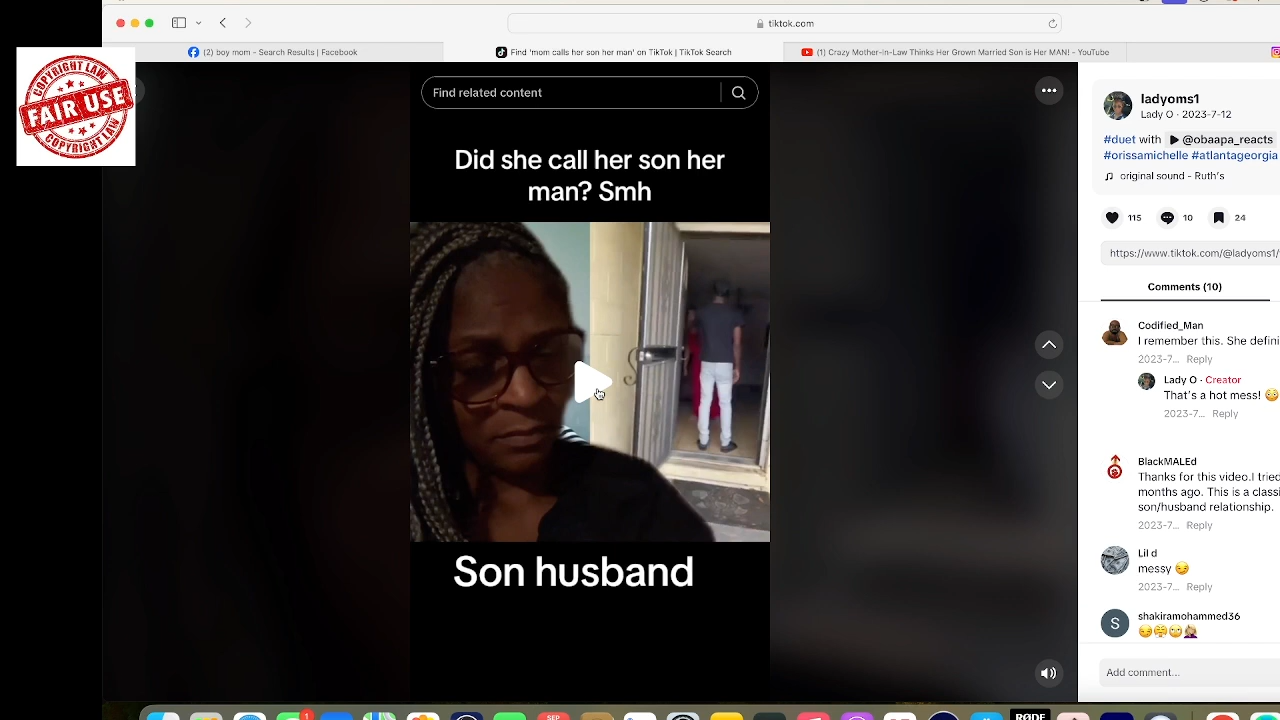 tiktok.com
(2) boy mom - Search Results | Facebook
Find 'mom calls her son her man' on TikTok | TikTok Search
(1) Crazy Mother-In-Law Thinks Her Grown Married Son is Her MAN! - YouTube
COPYRIGHT LAW
FAIR USE
COPYRIGHT LAW
Find related content
Did she call her son her
man? Smh
Son husband
ladyoms1
Lady O · 2023-7-12
#duet with ▶ @obaapa_reacts
#orissamichelle #atlantageorgia
♫ original sound - Ruth's
115
10
24
https://www.tiktok.com/@ladyoms1/
Comments (10)
Codified_Man
I remember this. She defini
2023-7... Reply
Lady O · Creator
That's a hot mess! 😳
2023-7... Reply
BlackMALEd
Thanks for this video.I tried
months ago. This is a class
son/husband relationship.
2023-7... Reply
Lil d
messy 😏
2023-7... Reply
S
shakiramohammed36
😏😤🙄🤦🏽‍♀️
Add comment...
1
SEP
RØDE